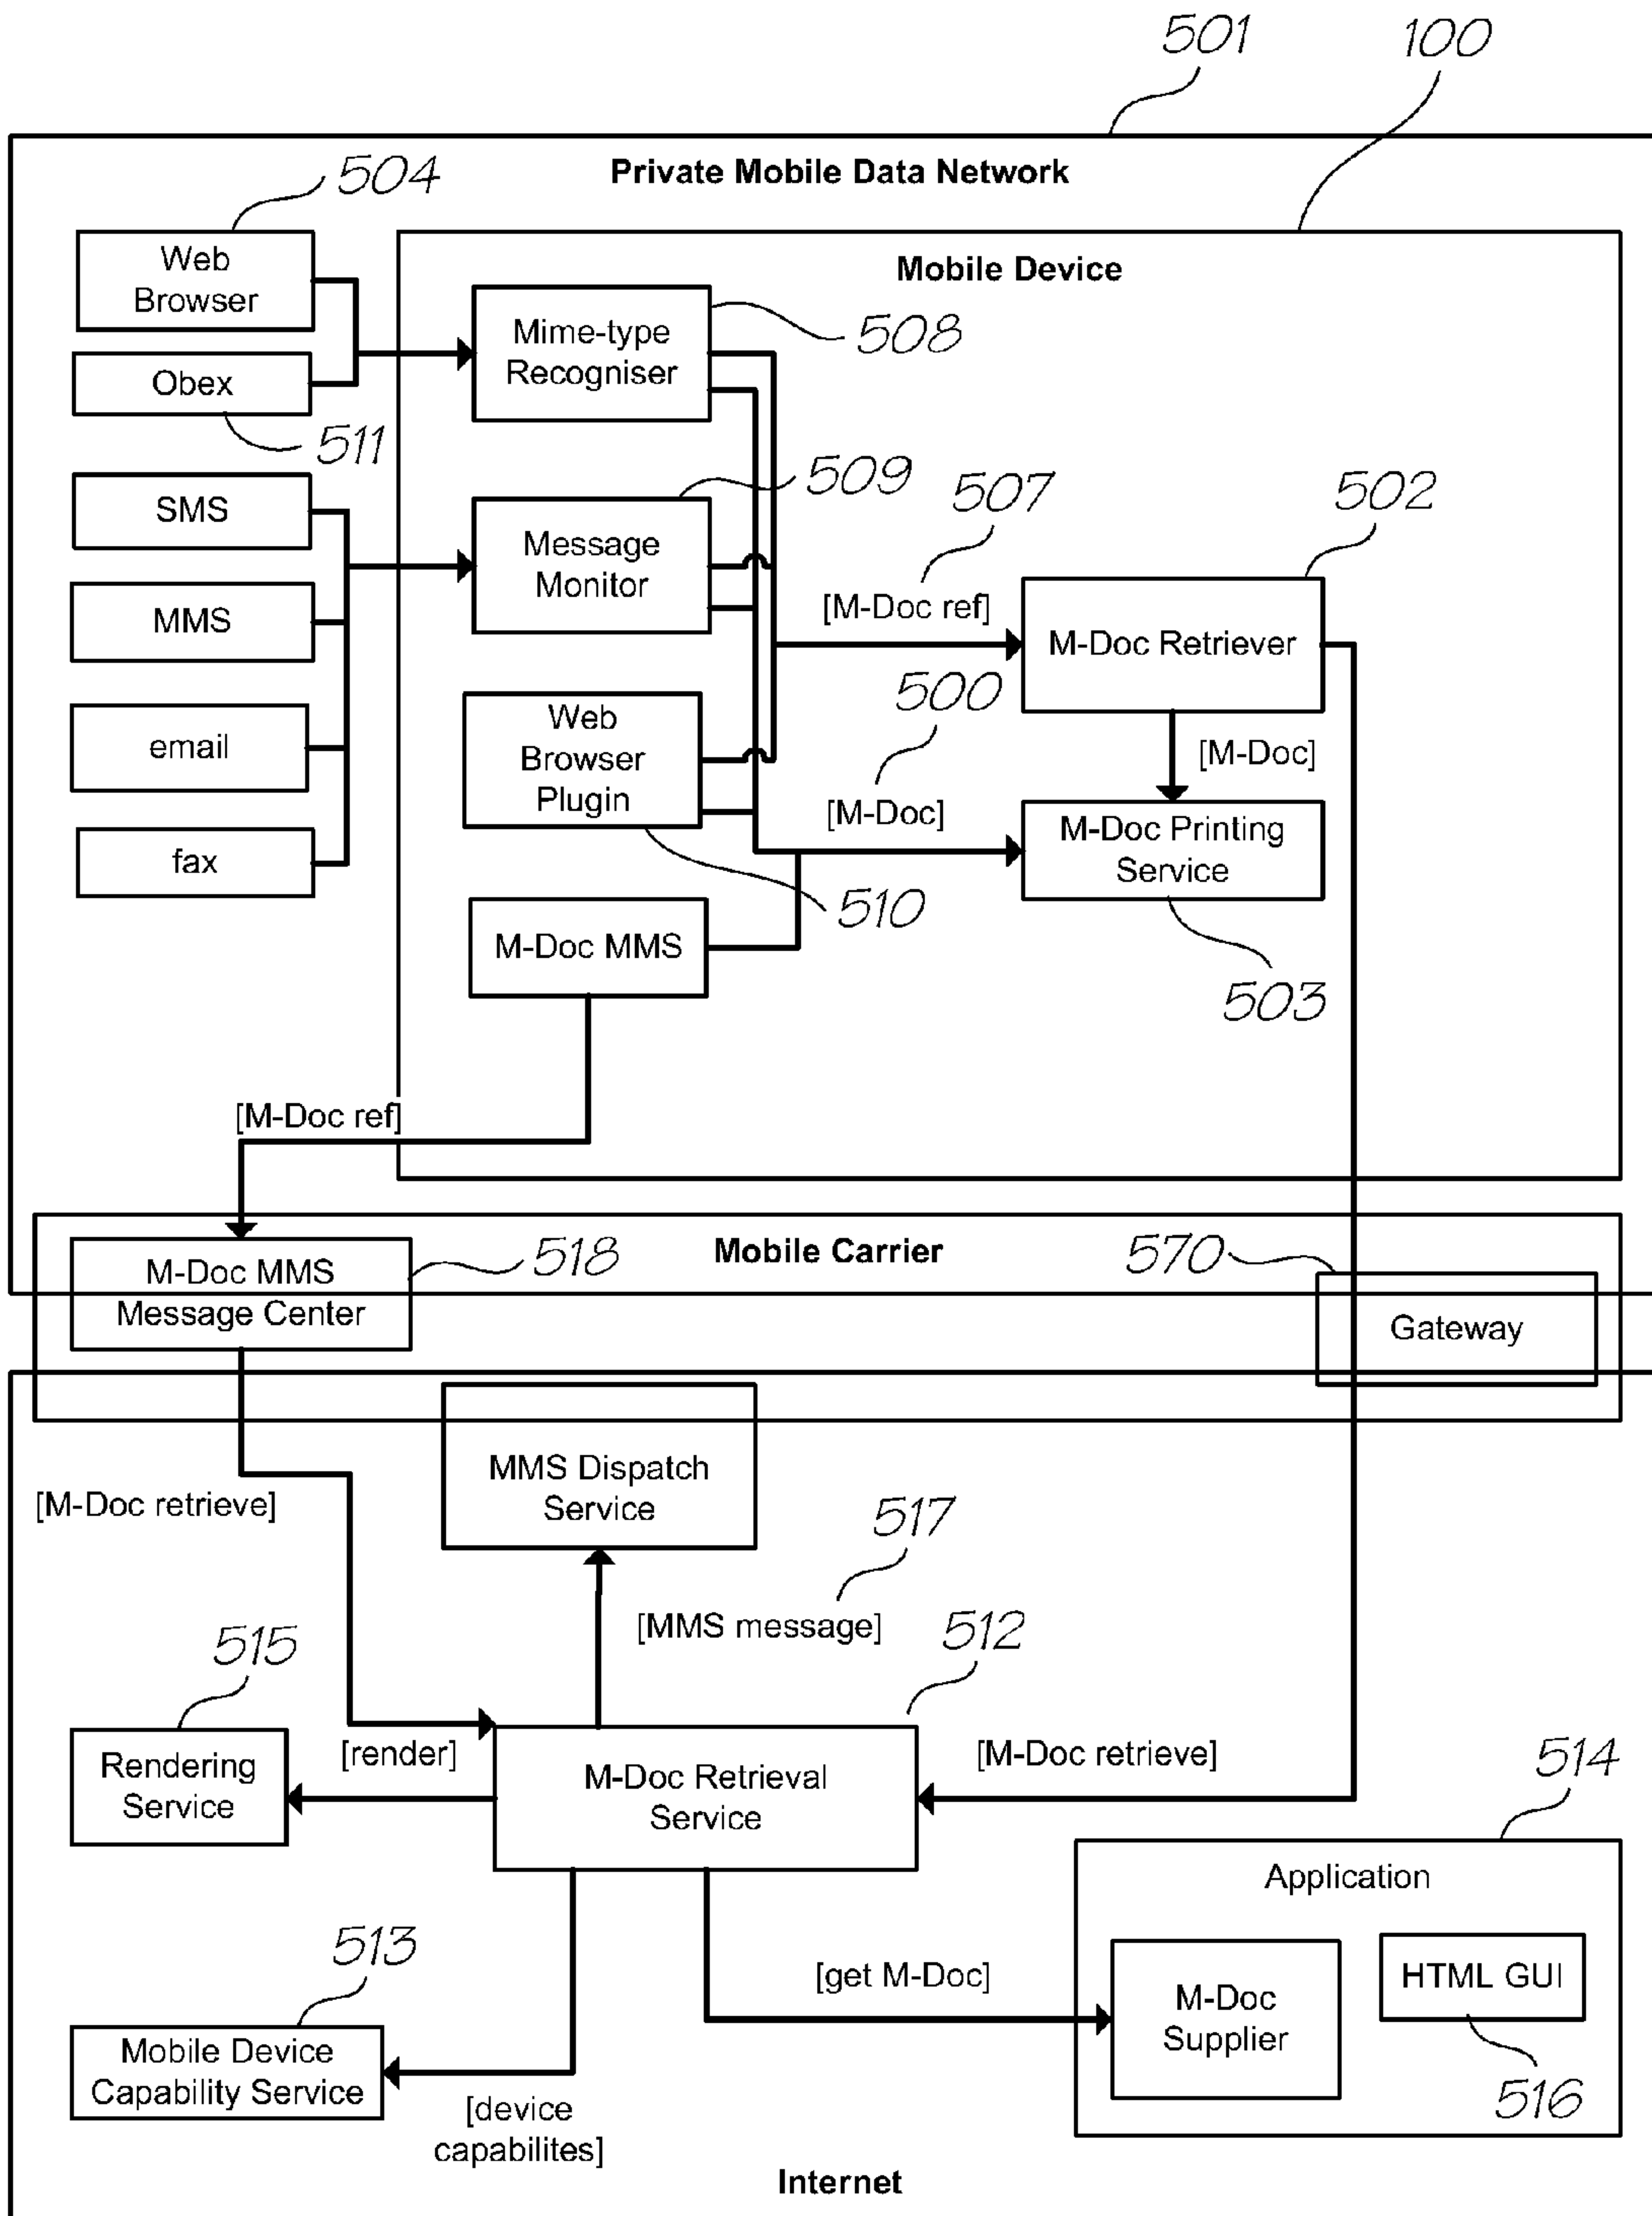 501
100
Private Mobile Data Network
504
Web
Browser
Mobile Device
Mime-type
Recogniser
508
Obex
511
SMS
509
507
502
Message
Monitor
MMS
[M-Doc ref]
M-Doc Retriever
500
email
Web
Browser
Plugin
[M-Doc]
[M-Doc]
M-Doc Printing
Service
fax
510
M-Doc MMS
503
[M-Doc ref]
M-Doc MMS
Message Center
518
Mobile Carrier
570
Gateway
MMS Dispatch
Service
[M-Doc retrieve]
517
[MMS message]
512
515
Rendering
Service
[render]
M-Doc Retrieval
Service
[M-Doc retrieve]
514
Application
513
[get M-Doc]
M-Doc
Supplier
HTML GUI
516
Mobile Device
Capability Service
[device
capabilites]
Internet